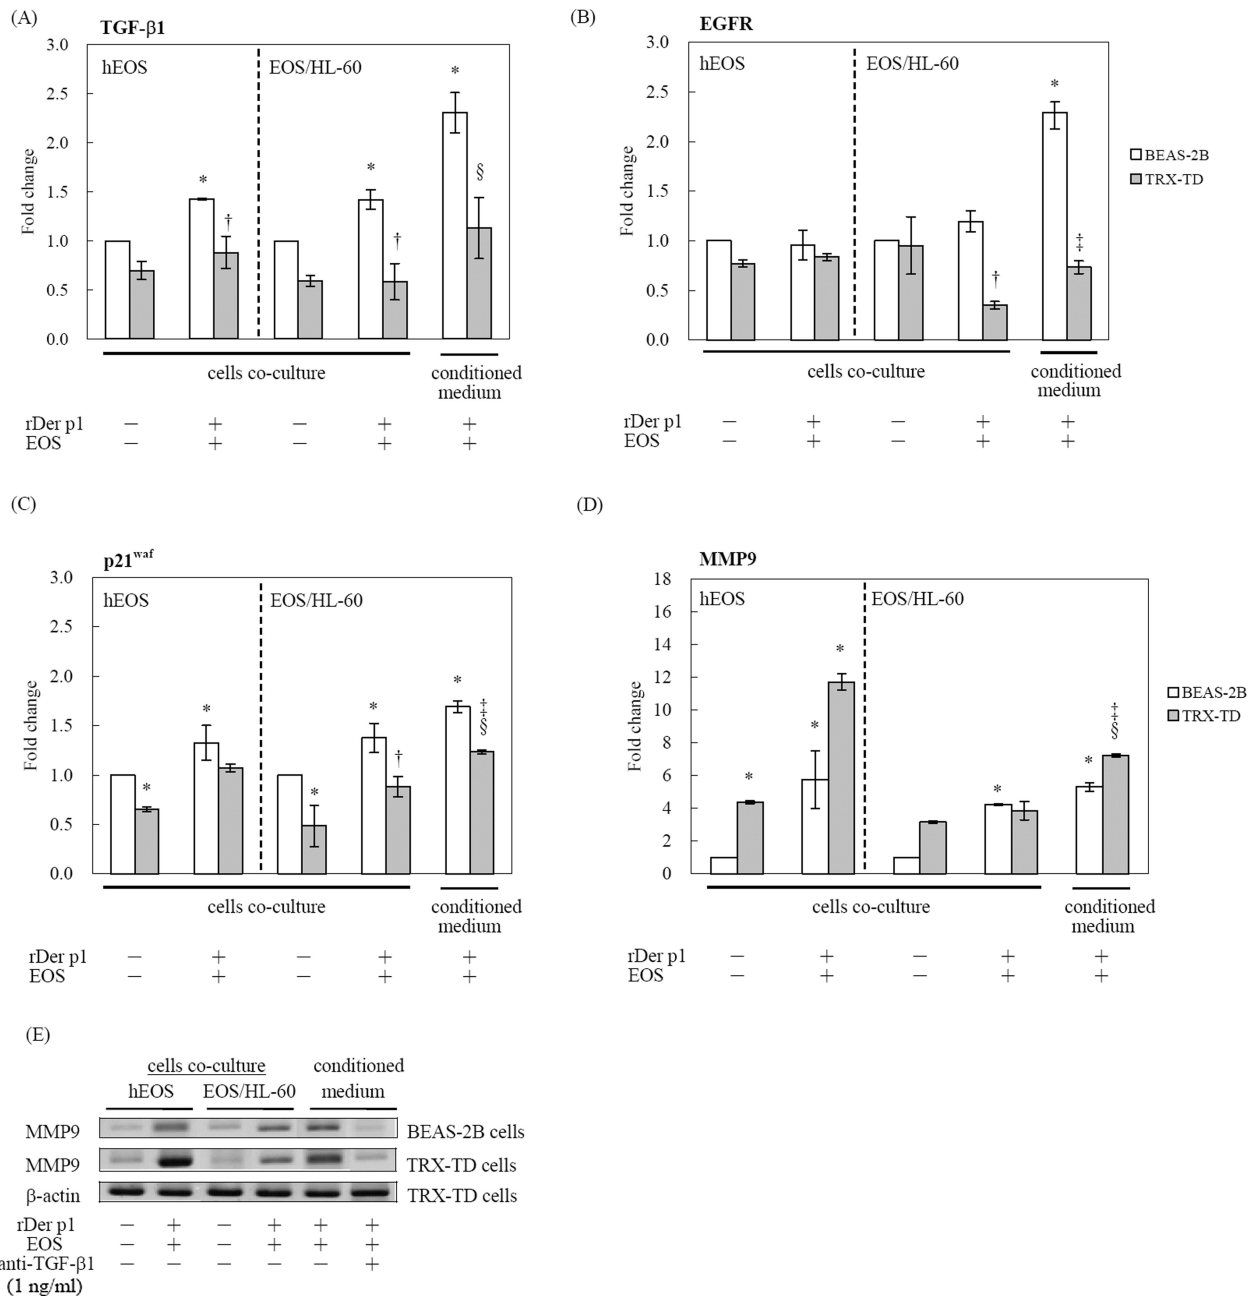 (A)
TGF-β1
3.0
2.5
2.0
1.5
1.0
0.5
0.0
Fold change
hEOS
EOS/HL-60
*
†
*
†
*
§
cells co-culture
conditioned
medium
rDer p1 − + − + +
EOS − + − + +
(B)
EGFR
3.0
2.5
2.0
1.5
1.0
0.5
0.0
Fold change
hEOS
EOS/HL-60
†
*
‡
BEAS-2B
TRX-TD
cells co-culture
conditioned
medium
rDer p1 − + − + +
EOS − + − + +
(C)
p21waf
3.0
2.5
2.0
1.5
1.0
0.5
0.0
Fold change
hEOS
EOS/HL-60
*
*
*
*
†
*
‡
§
cells co-culture
conditioned
medium
rDer p1 − + − + +
EOS − + − + +
(D)
MMP9
18
16
14
12
10
8
6
4
2
0
Fold change
hEOS
EOS/HL-60
*
*
*
*
*
‡
§
BEAS-2B
TRX-TD
cells co-culture
conditioned
medium
rDer p1 − + − + +
EOS − + − + +
(E)
cells co-culture conditioned
hEOS EOS/HL-60 medium
MMP9 BEAS-2B cells
MMP9 TRX-TD cells
β-actin TRX-TD cells
rDer p1 − + − + + +
EOS − + − + + +
anti-TGF-β1 − − − − − +
(1 ng/ml)